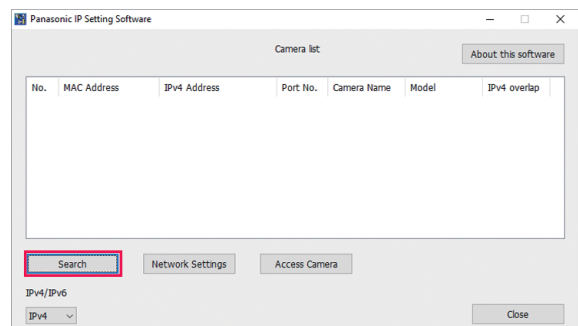 Panasonic IP Setting Software
Camera list
About this software
No. MAC Address IPv4 Address Port No. Camera Name Model IPv4 overlap
Search Network Settings Access Camera
IPv4/IPv6
IPv4 Close